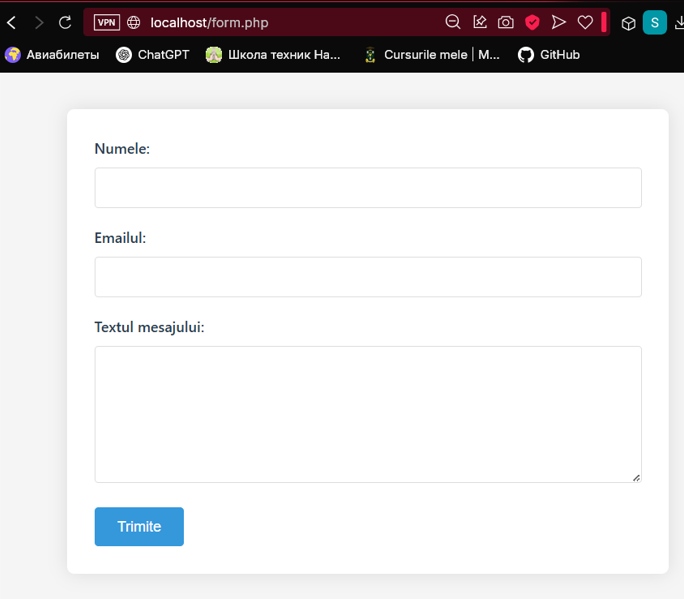 VPN localhost/form.php S
Авиабилеты ChatGPT Школа техник На... Cursurile mele | M... GitHub
Numele:
Emailul:
Textul mesajului:
Trimite